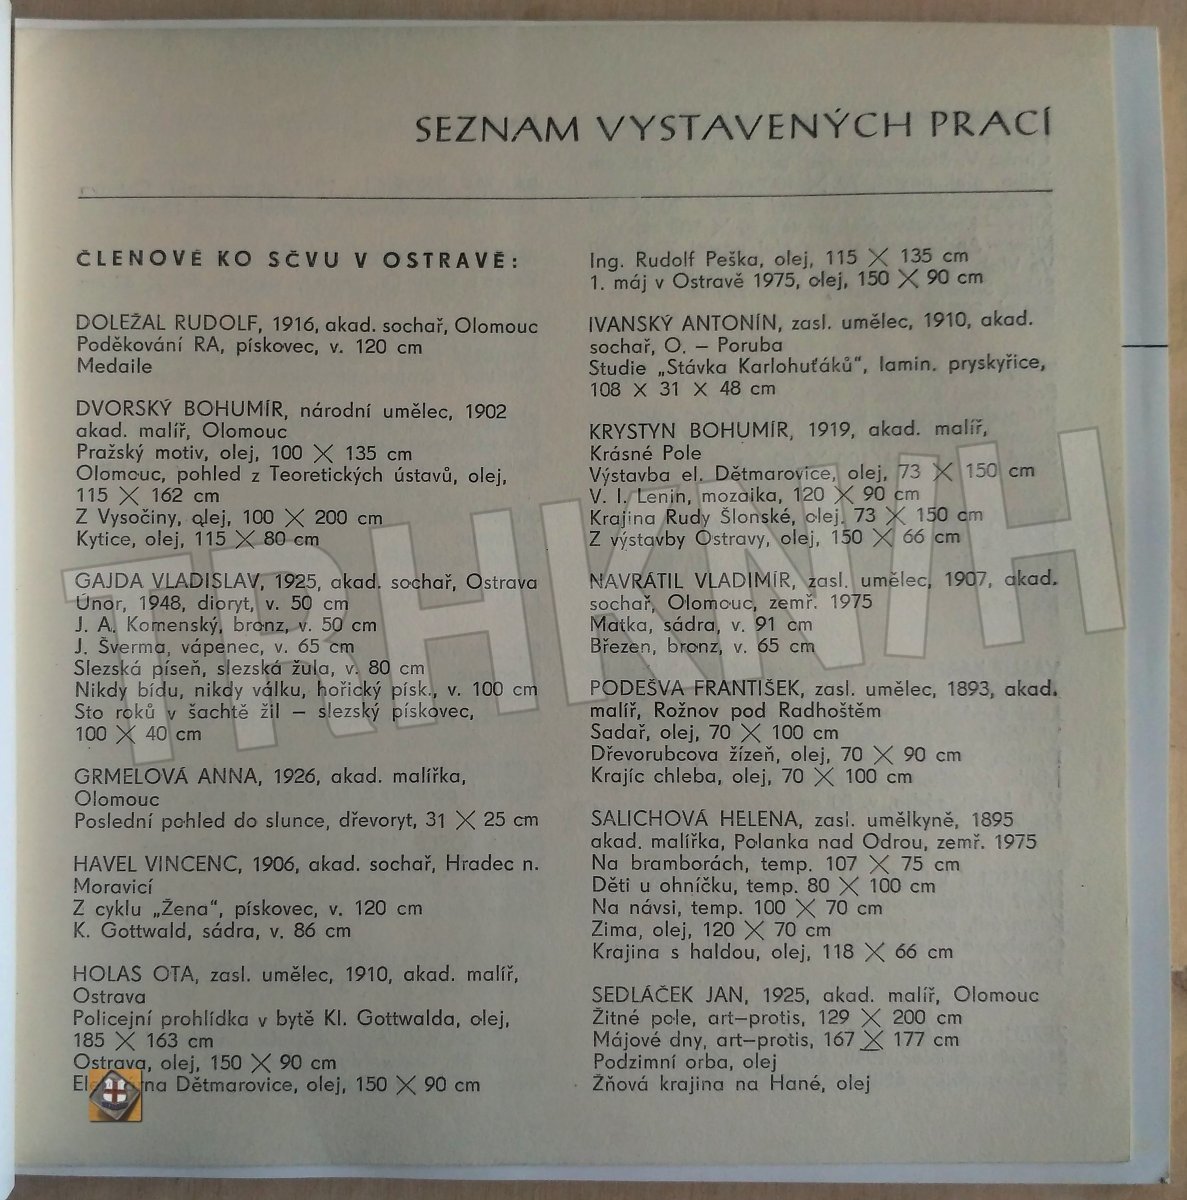 SEZNAM VYSTAVENÝCH PRACÍ
ČLENOVÉ KO SČVU V OSTRAVĚ:
DOLEŽAL RUDOLF, 1916, akad. sochař, Olomouc
Poděkování RA, pískovec, v. 120 cm
Medaile
DVORSKÝ BOHUMÍR, národní umělec, 1902
akad. malíř, Olomouc
Pražský motiv, olej, 100 X 135 cm
Olomouc, pohled z Teoretických ústavů, olej,
115 X 162 cm
Z Vysočiny, olej, 100 X 200 cm
Kytice, olej, 115 X 80 cm
GAJDA VLADISLAV, 1925, akad. sochař, Ostrava
Únor, 1948, dioryt, v. 50 cm
J. A. Komenský, bronz, v. 50 cm
J. Šverma, vápenec, v. 65 cm
Slezská píseň, slezská žula, v. 80 cm
Nikdy bídu, nikdy válku, hořický písk., v. 100 cm
Sto roků v šachtě žil – slezský pískovec,
100 X 40 cm
GRMELOVÁ ANNA, 1926, akad. malířka,
Olomouc
Poslední pohled do slunce, dřevoryt, 31 X 25 cm
HAVEL VINCENC, 1906, akad. sochař, Hradec n.
Moravicí
Z cyklu „Žena“, pískovec, v. 120 cm
K. Gottwald, sádra, v. 86 cm
HOLAS OTA, zasl. umělec, 1910, akad. malíř,
Ostrava
Policejní prohlídka v bytě Kl. Gottwalda, olej,
185 X 163 cm
Ostrava, olej, 150 X 90 cm
Dětmarovice, olej, 150 X 90 cm
Ing. Rudolf Peška, olej, 115 X 135 cm
1. máj v Ostravě 1975, olej, 150 X 90 cm
IVANSKÝ ANTONÍN, zasl. umělec, 1910, akad.
sochař, O. – Poruba
Studie „Stávka Karlohuťáků“, lamin. pryskyřice,
108 X 31 X 48 cm
KRYSTYN BOHUMÍR, 1919, akad. malíř,
Krásné Pole
Výstavba el. Dětmarovice, olej, 73 X 150 cm
V. I. Lenin, mozaika, 120 X 90 cm
Krajina Rudy Šlonské, olej. 73 X 150 cm
Z výstavby Ostravy, olej, 150 X 66 cm
NAVRÁTIL VLADIMÍR, zasl. umělec, 1907, akad.
sochař, Olomouc, zemř. 1975
Matka, sádra, v. 91 cm
Březen, bronz, v. 65 cm
PODEŠVA FRANTIŠEK, zasl. umělec, 1893, akad.
malíř, Rožnov pod Radhoštěm
Sadař, olej, 70 X 100 cm
Dřevorubcova žízeň, olej, 70 X 90 cm
Krajíc chleba, olej, 70 X 100 cm
SALICHOVÁ HELENA, zasl. umělkyně, 1895
akad. malířka, Polanka nad Odrou, zemř. 1975
Na bramborách, temp. 107 X 75 cm
Děti u ohníčku, temp. 80 X 100 cm
Na návsi, temp. 100 X 70 cm
Zima, olej, 120 X 70 cm
Krajina s haldou, olej, 118 X 66 cm
SEDLÁČEK JAN, 1925, akad. malíř, Olomouc
Žitné pole, art–protis, 129 X 200 cm
Májové dny, art–protis, 167 X 177 cm
Podzimní orba, olej
Žňová krajina na Hané, olej
TRHKNIH